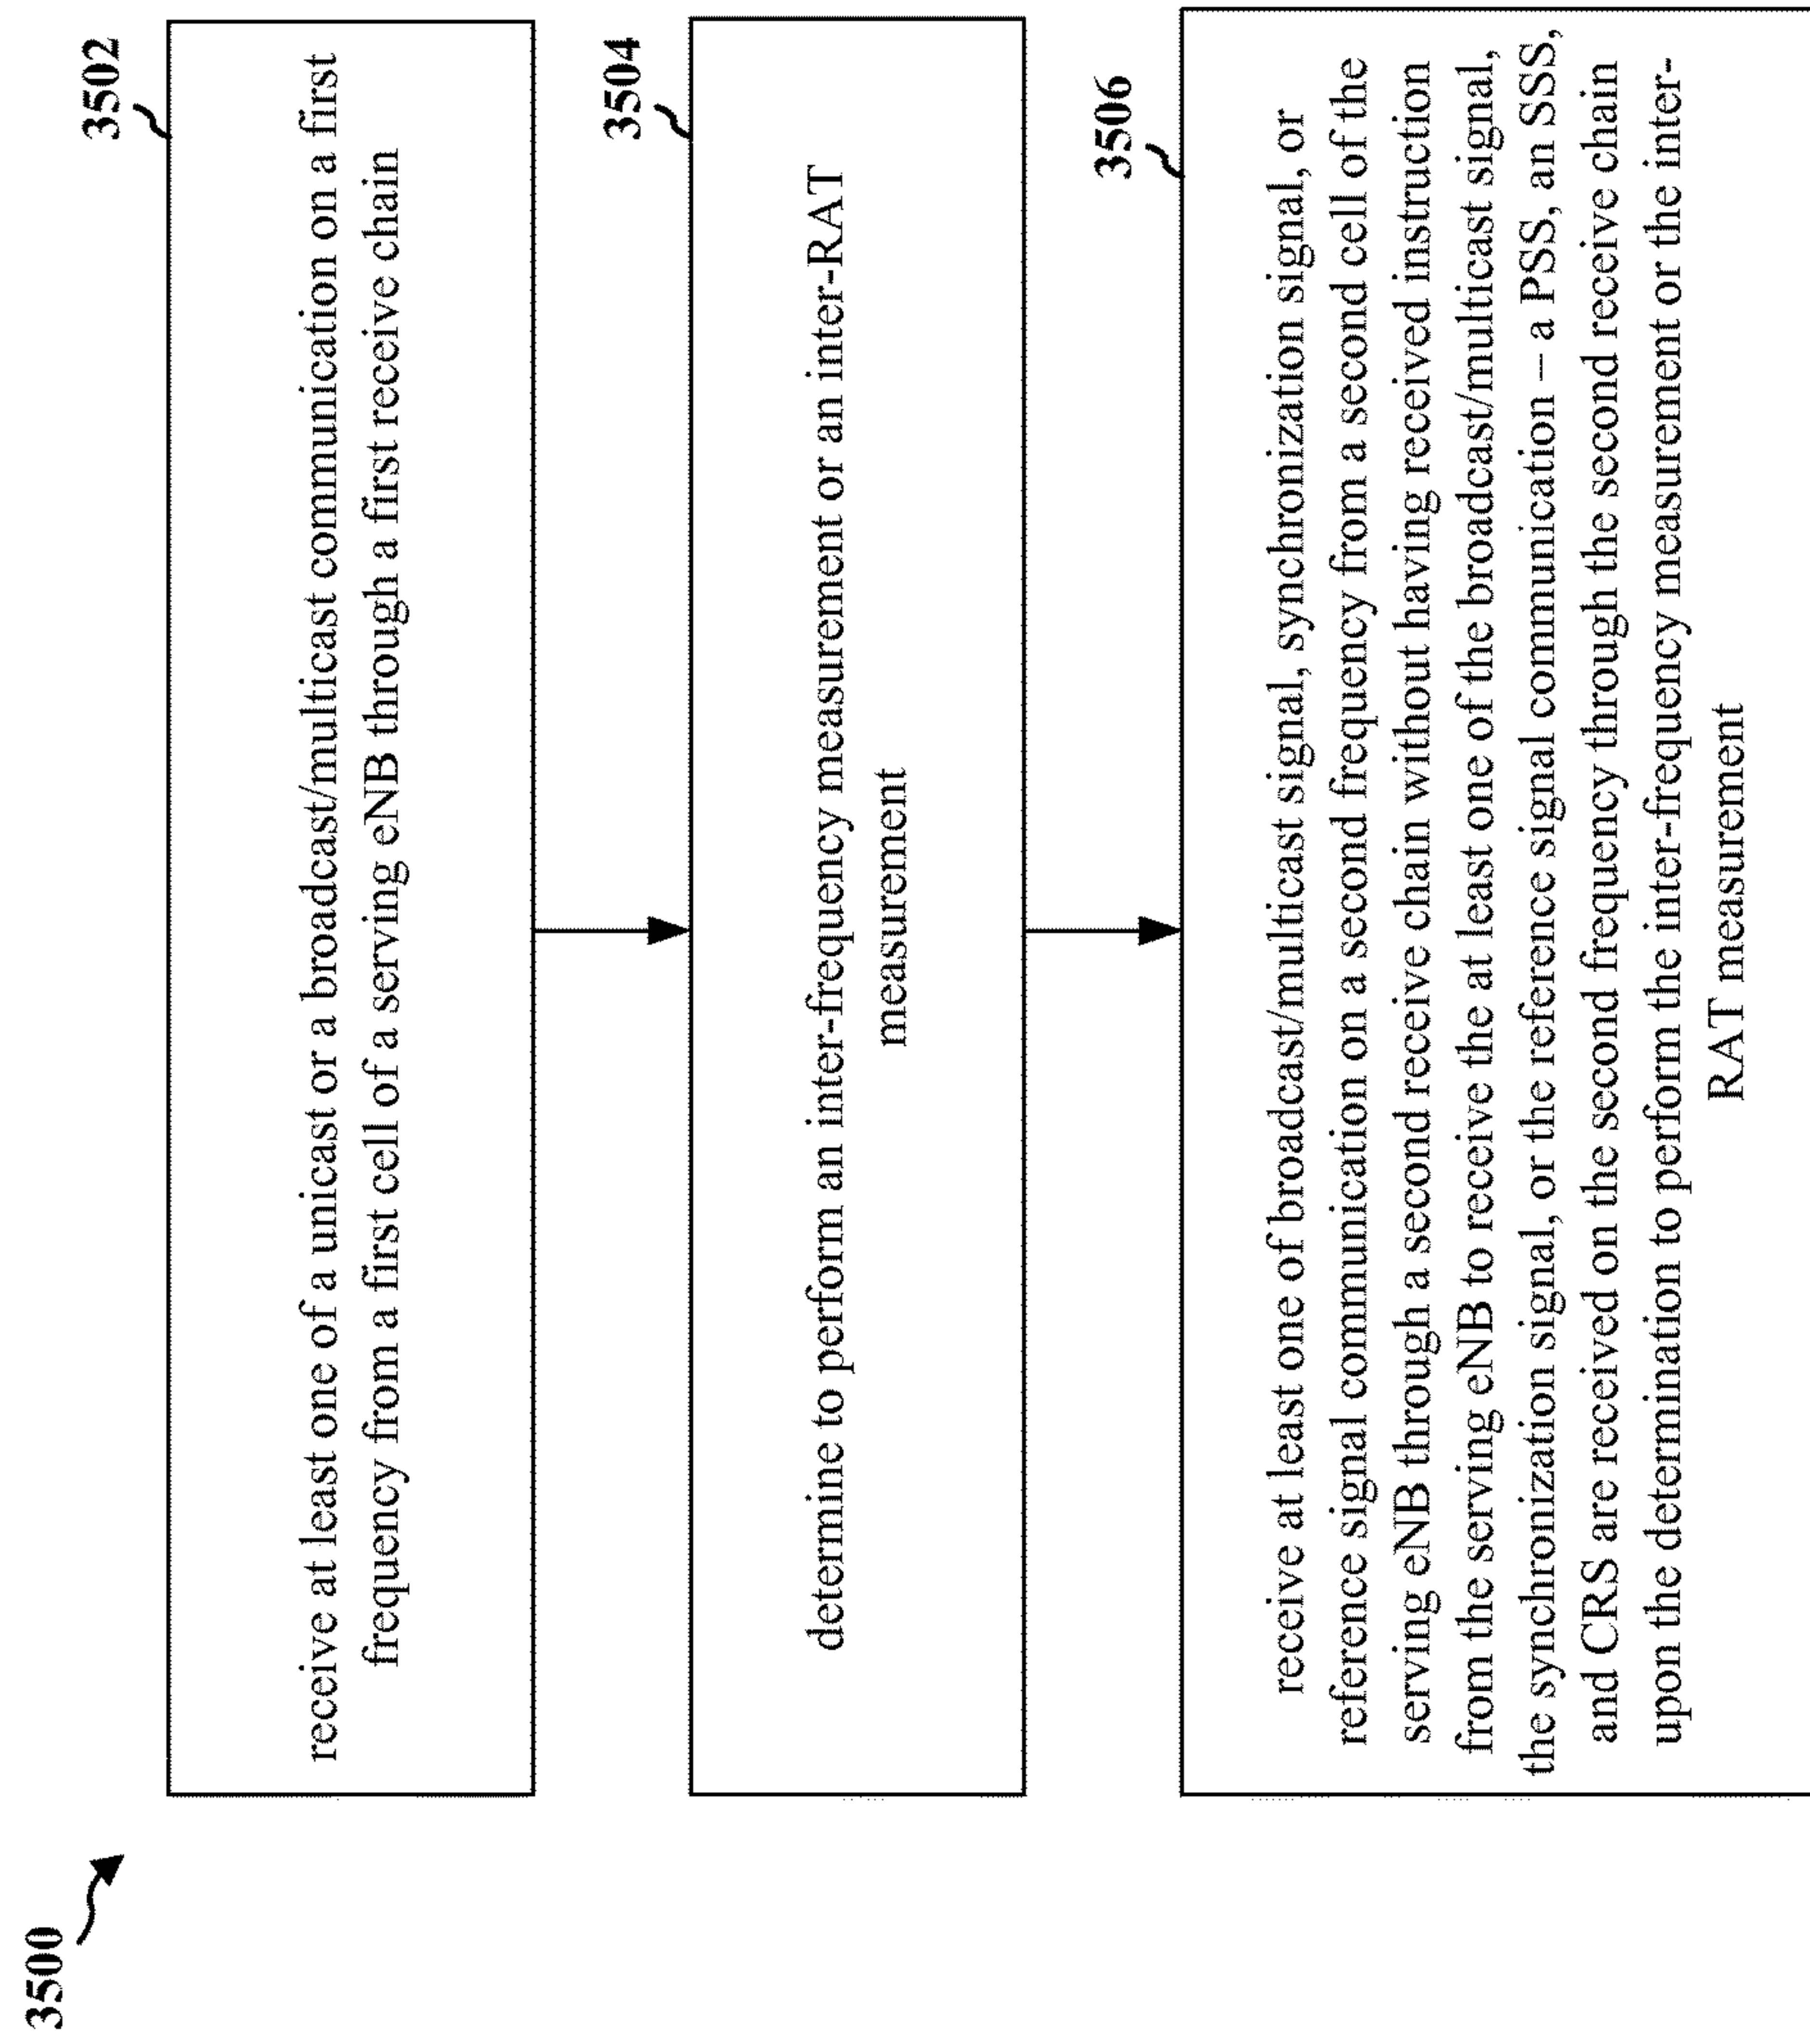 3500
3502
receive at least one of a unicast or a broadcast/multicast communication on a first
frequency from a first cell of a serving eNB through a first receive chain
3504
determine to perform an inter-frequency measurement or an inter-RAT
measurement
3506
receive at least one of broadcast/multicast signal, synchronization signal, or
reference signal communication on a second frequency from a second cell of the
serving eNB through a second receive chain without having received instruction
from the serving eNB to receive the at least one of the broadcast/multicast signal,
the synchronization signal, or the reference signal communication – a PSS, an SSS,
and CRS are received on the second frequency through the second receive chain
upon the determination to perform the inter-frequency measurement or the inter-
RAT measurement